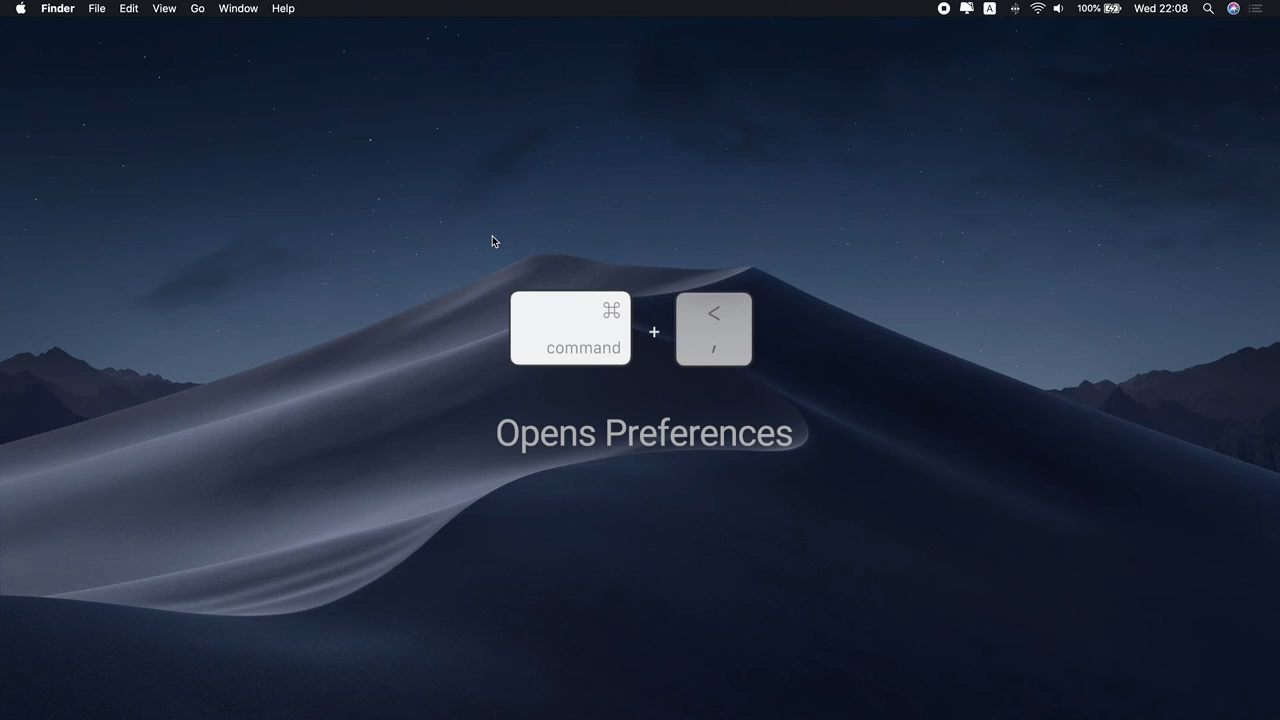 Finder File Edit View Go Window Help A 100% Wed 22:08
⌘
command
+
<
,
Opens Preferences